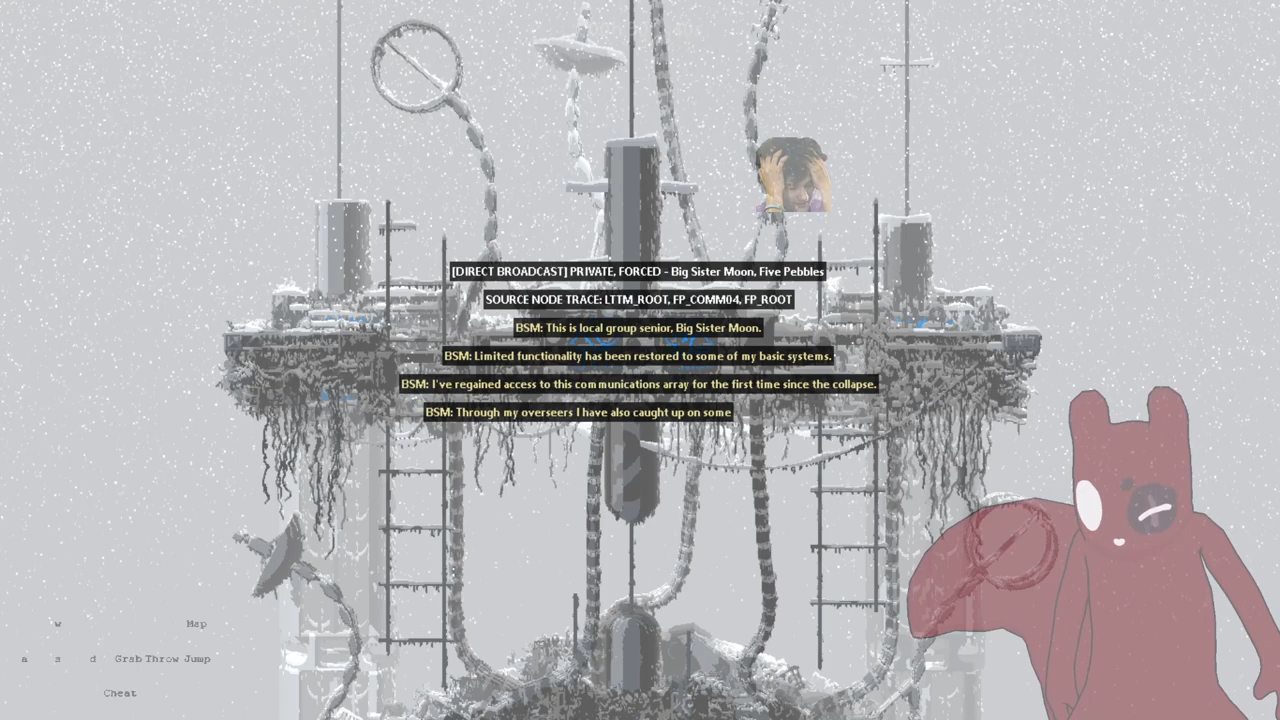 [DIRECT BROADCAST] PRIVATE, FORCED - Big Sister Moon, Five Pebbles
SOURCE NODE TRACE: LTTM_ROOT, FP_COMM04, FP_ROOT
BSM: This is local group senior, Big Sister Moon.
BSM: Limited functionality has been restored to some of my basic systems.
BSM: I've regained access to this communications array for the first time since the collapse.
BSM: Through my overseers I have also caught up on some
w Map
a s d Grab Throw Jump
Cheat